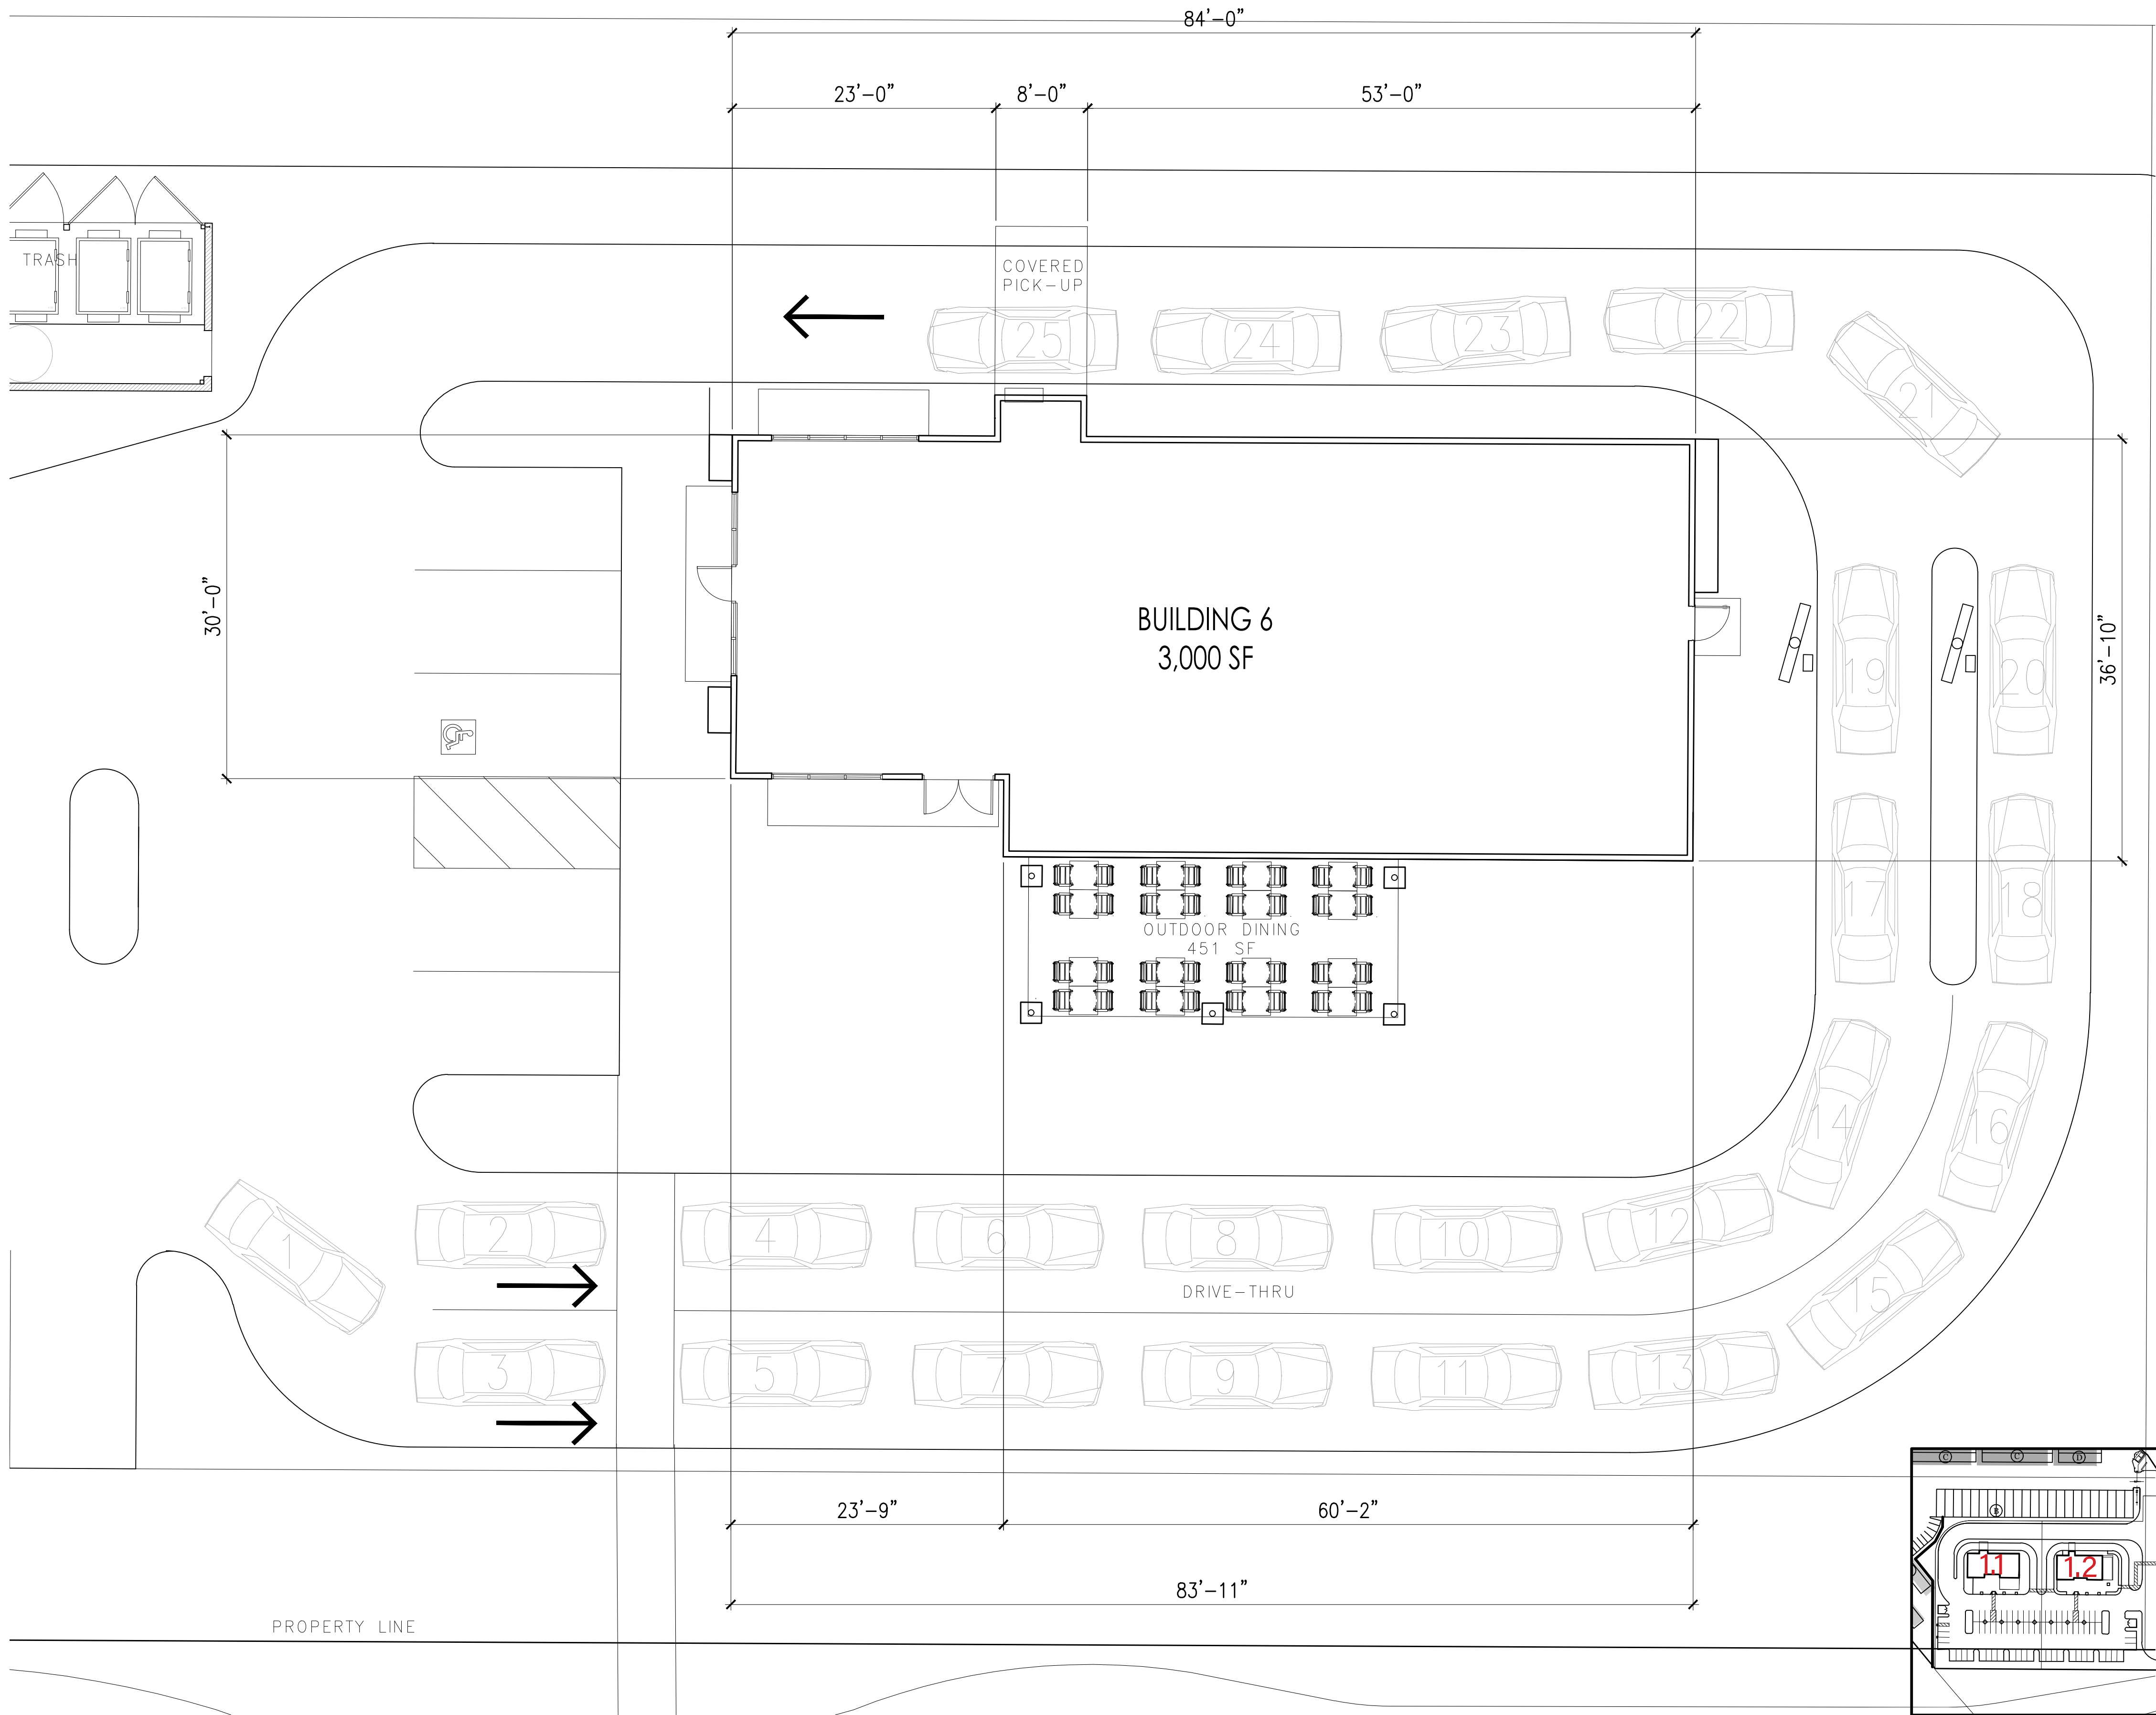 84'-0"
23'-0"
8'-0"
53'-0"
TRASH
COVERED
PICK-UP
25
24
23
22
21
30'-0"
BUILDING 6
3,000 SF
36'-10"
19
20
17
18
OUTDOOR DINING
451 SF
14
16
1
2
4
6
8
10
12
DRIVE-THRU
15
3
5
7
9
11
13
C
C
D
B
23'-9"
60'-2"
1.1
1.2
83'-11"
PROPERTY LINE